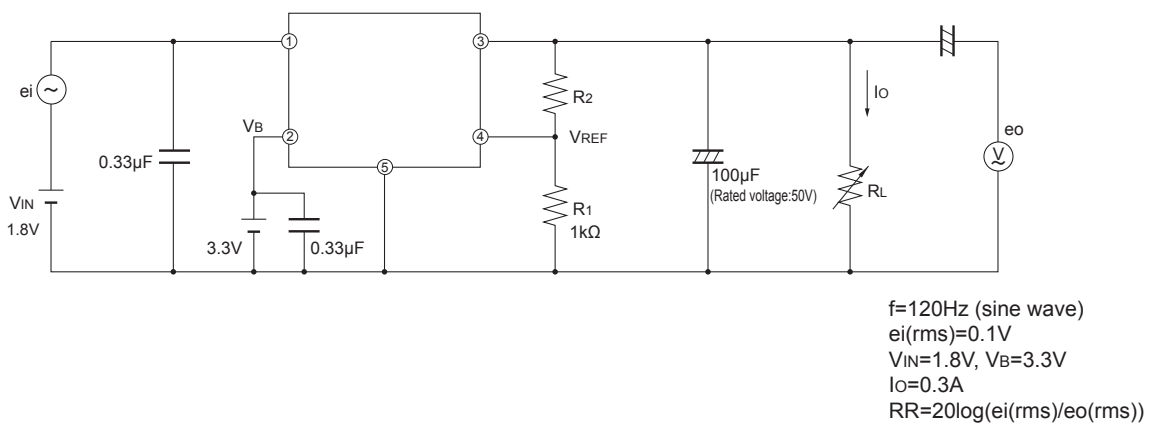 ①
③
ei
~
R2
IO
VB
②
④
VREF
eo
V
~
0.33µF
⑤
100µF
(Rated voltage:50V)
RL
VIN
1.8V
R1
1kΩ
3.3V
0.33µF
f=120Hz (sine wave)
ei(rms)=0.1V
VIN=1.8V, VB=3.3V
IO=0.3A
RR=20log(ei(rms)/eo(rms))